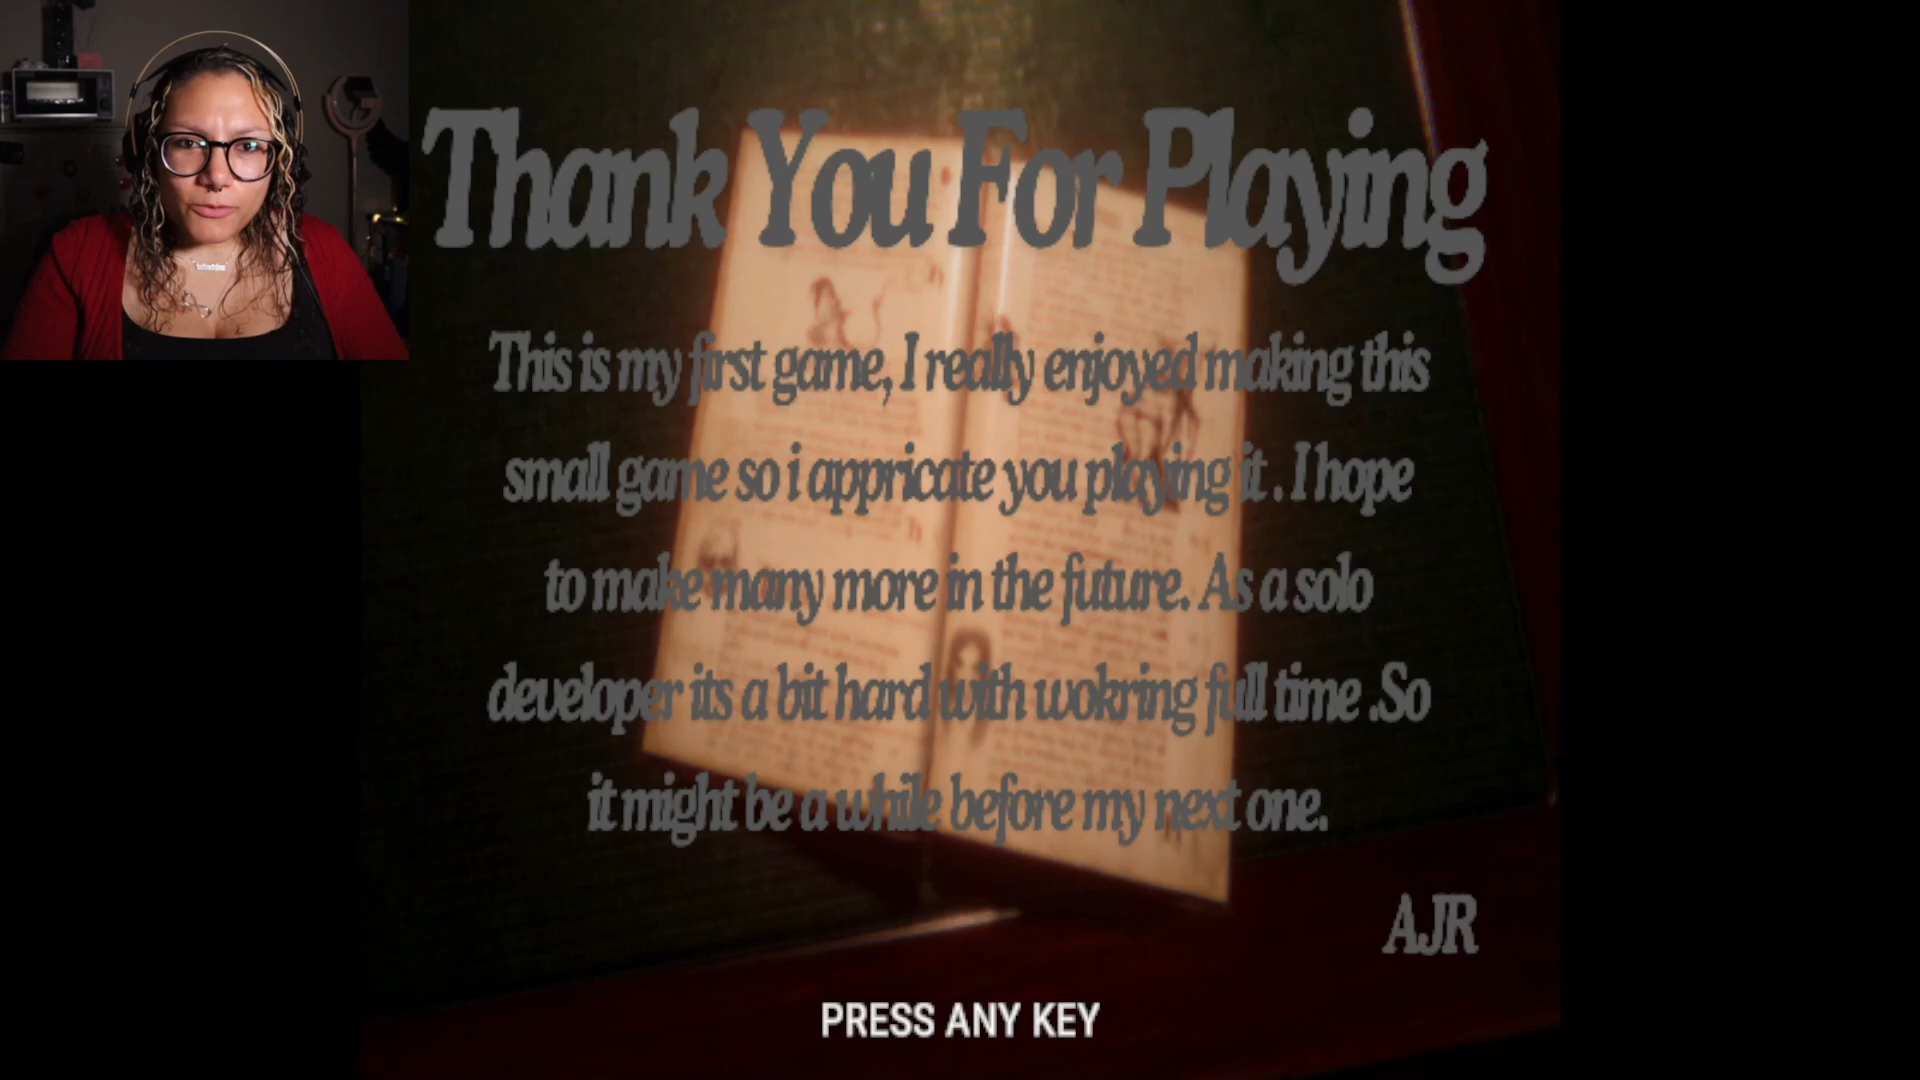 Thank You For Playing
This is my first game, I really enjoyed making this
small game so i appricate you playing it . I hope
to make many more in the future. As a solo
developer its a bit hard with wokring full time .So
it might be a while before my next one.
AJR
PRESS ANY KEY